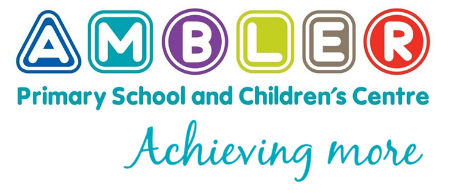 AMBLER
Primary School and Children's Centre
Achieving more